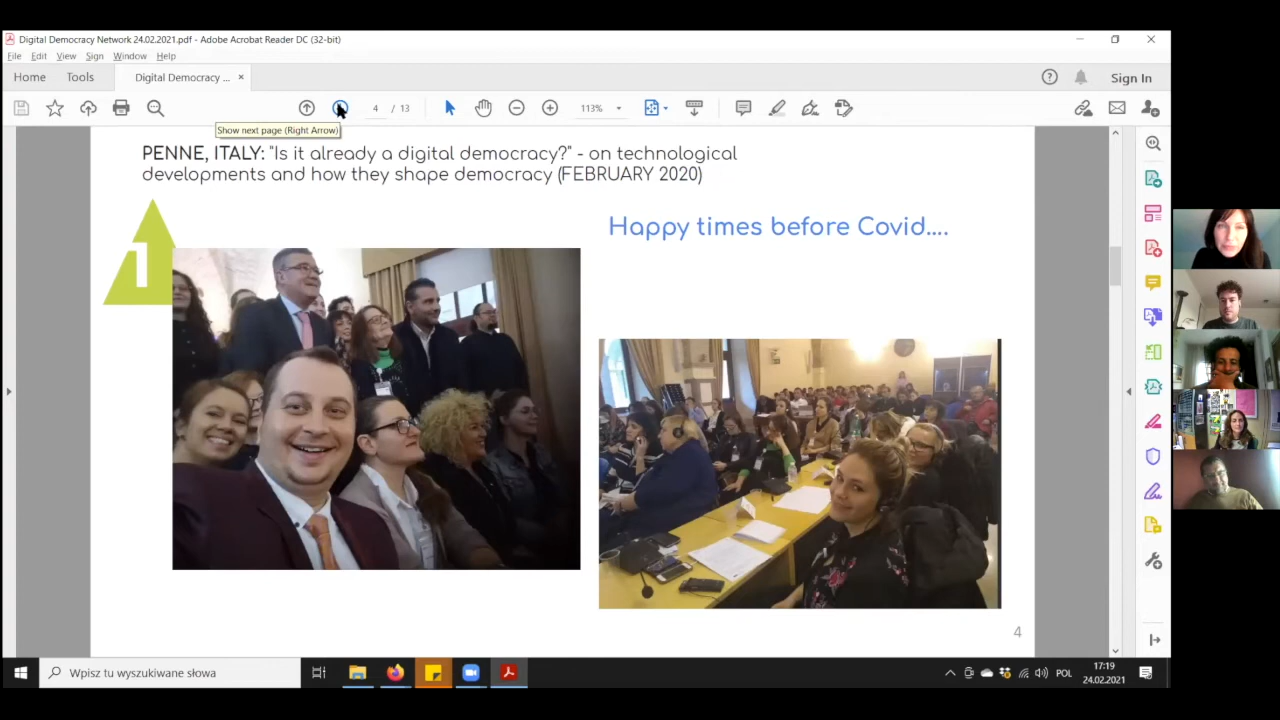 Digital Democracy Network 24.02.2021.pdf - Adobe Acrobat Reader DC (32-bit)
File Edit View Sign Window Help
Home Tools Digital Democracy ... × Sign In
4 / 13 113%
Show next page (Right Arrow)
PENNE, ITALY: "Is it already a digital democracy?" - on technological
developments and how they shape democracy (FEBRUARY 2020)
1
Happy times before Covid....
4
Wpisz tu wyszukiwane słowa
POL
17:19
24.02.2021